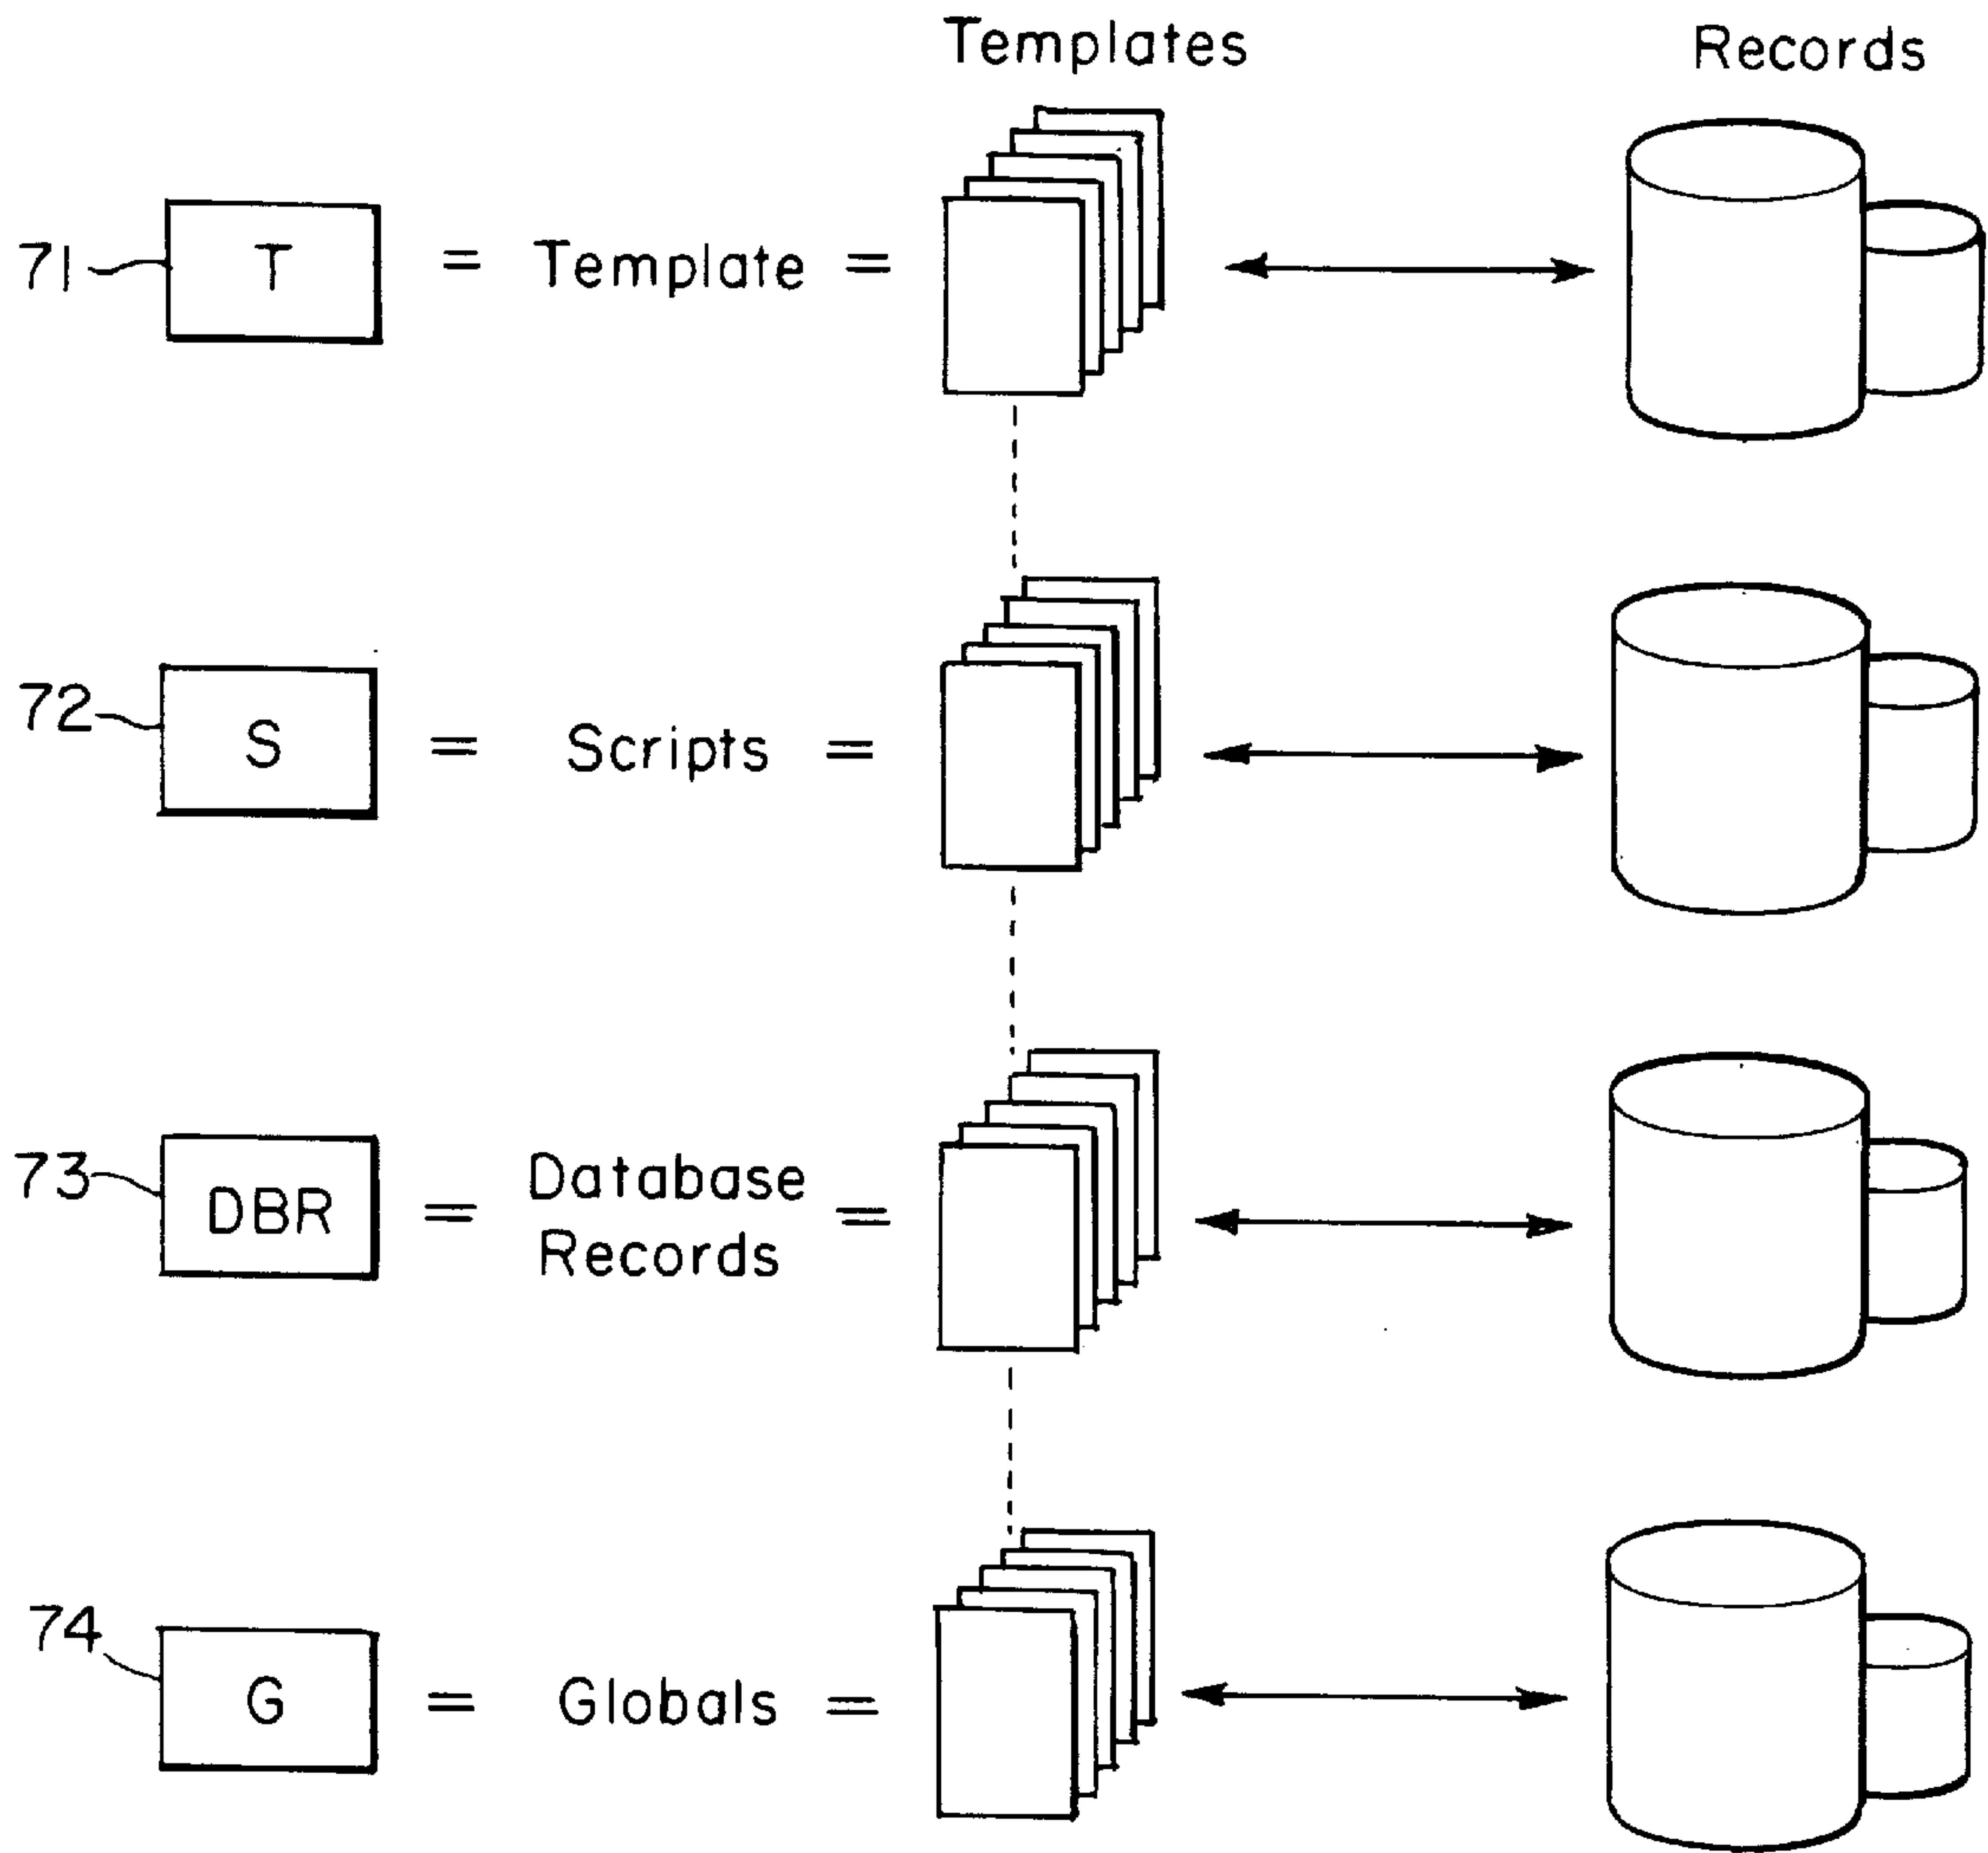 Templates Records
71 T = Template =
72 S = Scripts =
73 DBR = Database Records =
74 G = Globals =